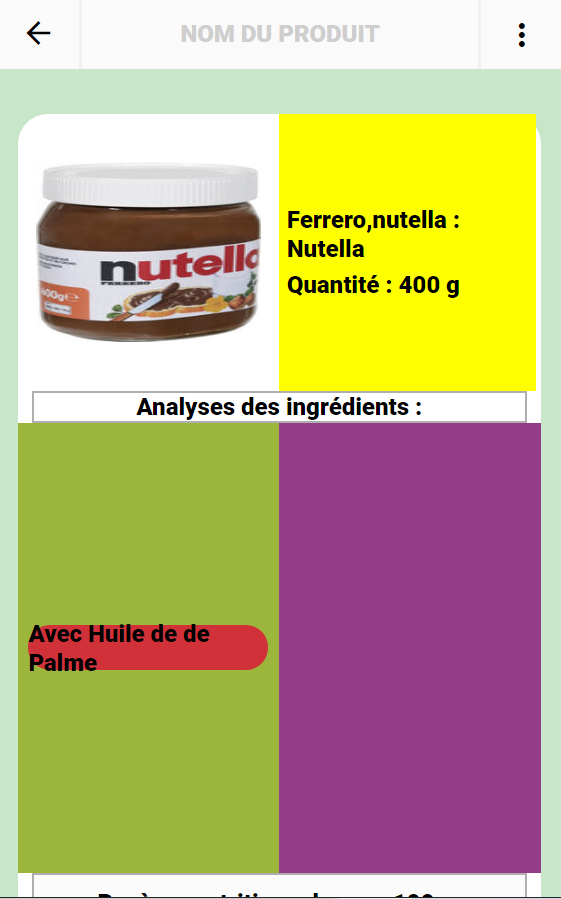 NOM DU PRODUIT
nutella
FERRERO
400g
Ferrero,nutella :
Nutella
Quantité : 400 g
Analyses des ingrédients :
Avec Huile de de
Palme